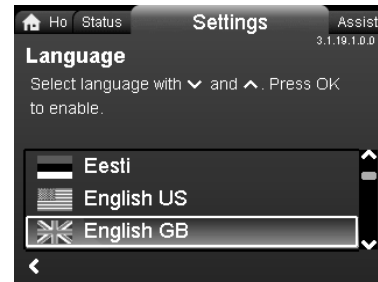 Ho Status Settings Assist
3.1.19.1.0.0
Language
Select language with and . Press OK
to enable.
Eesti
English US
English GB